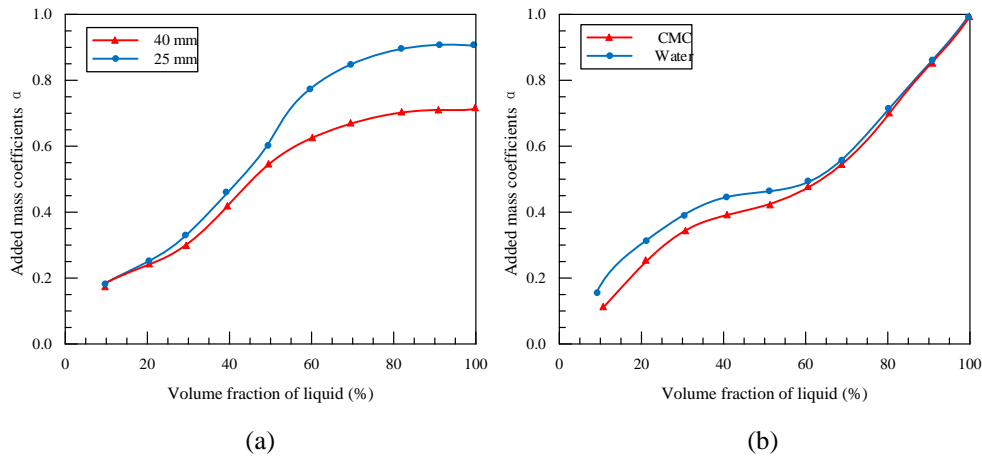 1.0
0.8
0.6
0.4
0.2
0.0
Added mass coefficients α
40 mm
25 mm
0
20
40
60
80
100
Volume fraction of liquid (%)
(a)
1.0
0.8
0.6
0.4
0.2
0.0
Added mass coefficients α
CMC
Water
0
20
40
60
80
100
Volume fraction of liquid (%)
(b)